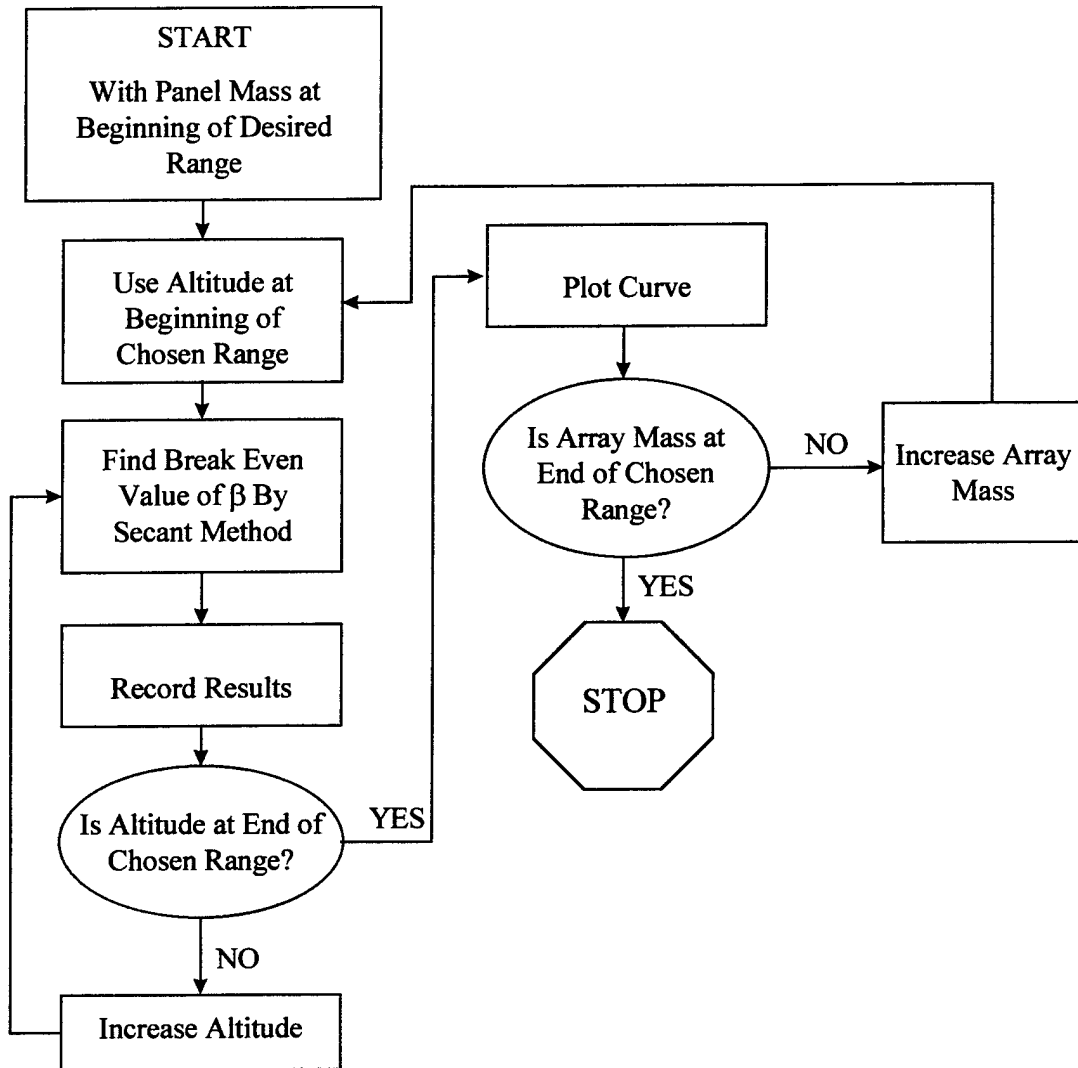 START
With Panel Mass at
Beginning of Desired
Range
Use Altitude at
Beginning of
Chosen Range
Find Break Even
Value of β By
Secant Method
Record Results
Is Altitude at End of
Chosen Range?
YES
NO
Increase Altitude
Plot Curve
Is Array Mass at
End of Chosen
Range?
NO
Increase Array
Mass
YES
STOP